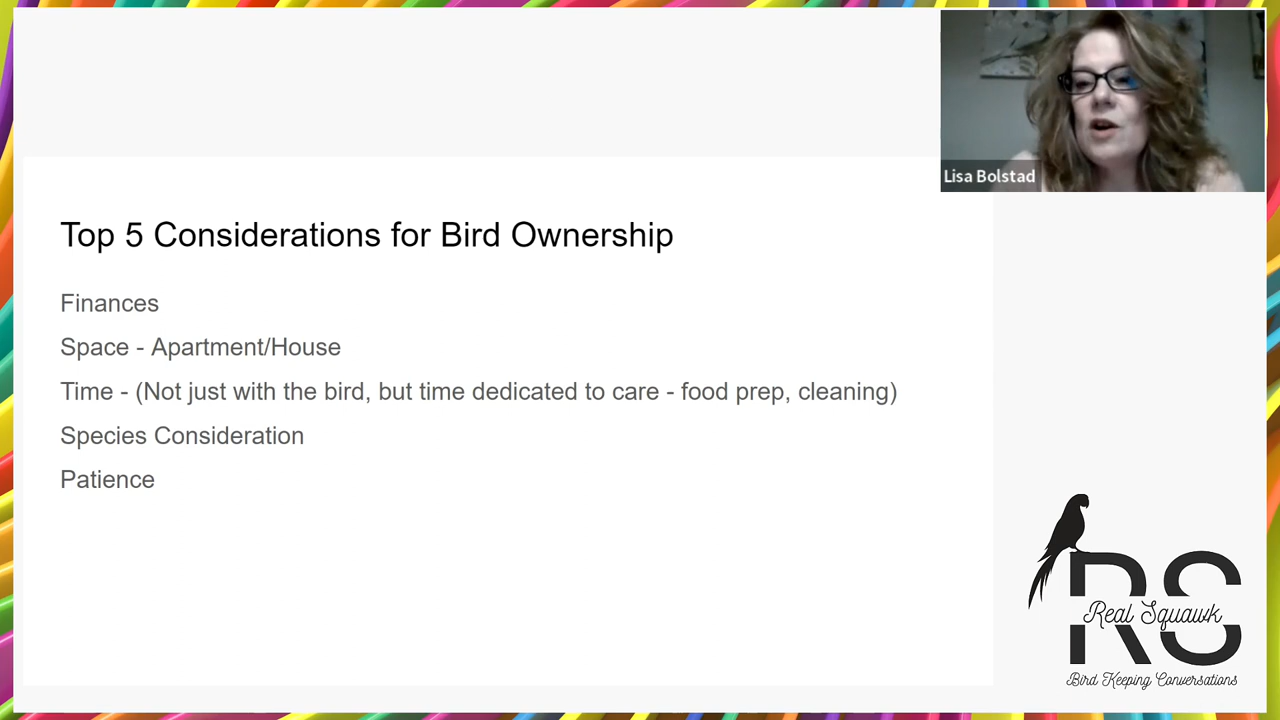 Lisa Bolstad
Top 5 Considerations for Bird Ownership
Finances
Space - Apartment/House
Time - (Not just with the bird, but time dedicated to care - food prep, cleaning)
Species Consideration
Patience
RS
Real Squawk
Bird Keeping Conversations